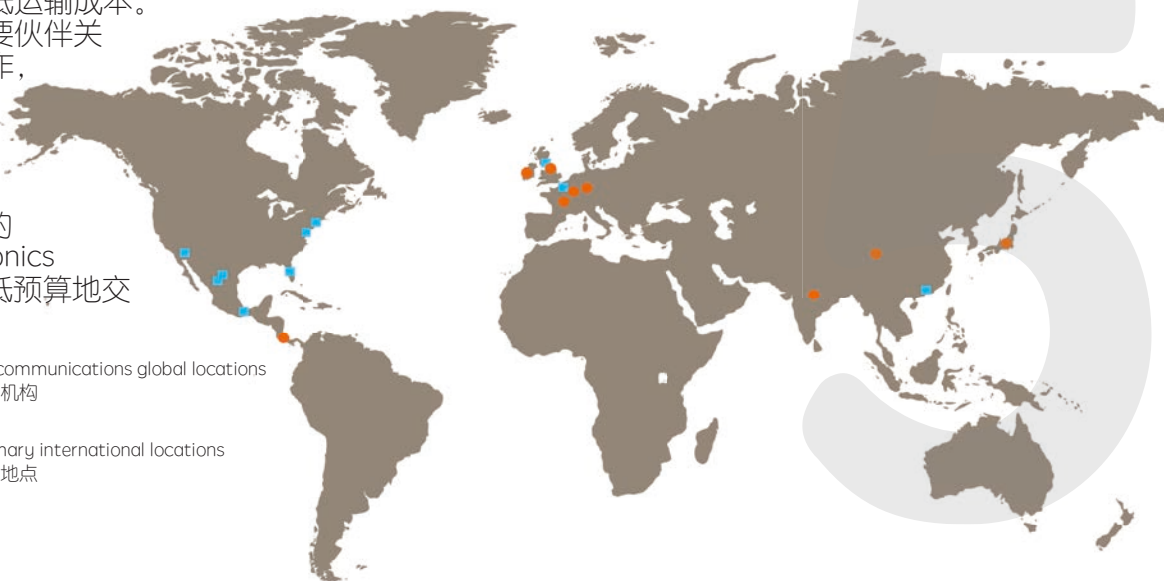 低运输成本。
要伙伴关
作，
的
onics
低预算地交
communications global locations
机构
nary international locations
地点
5